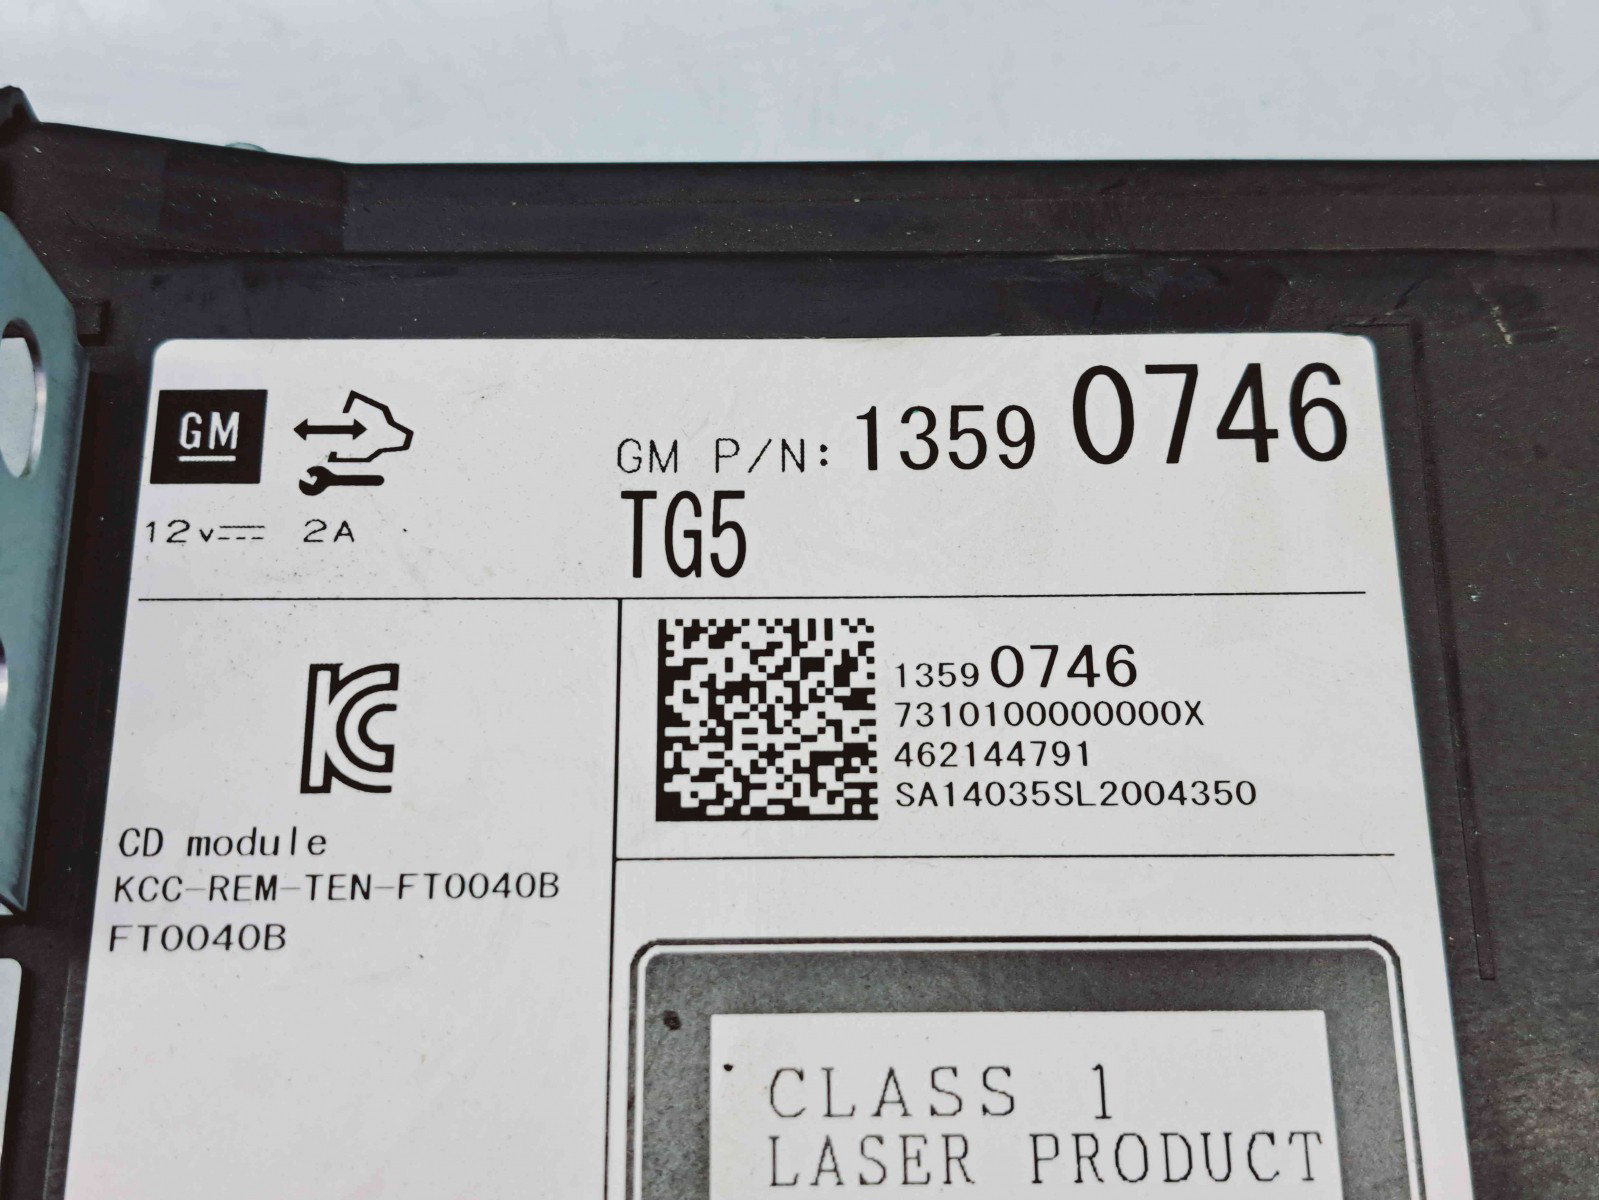 GM
GM P/N: 1359 0746
12V 2A
TG5
1359 0746
7310100000000X
462144791
SA14035SL2004350
KC
CD module
KCC-REM-TEN-FT0040B
FT0040B
CLASS 1
LASER PRODUCT